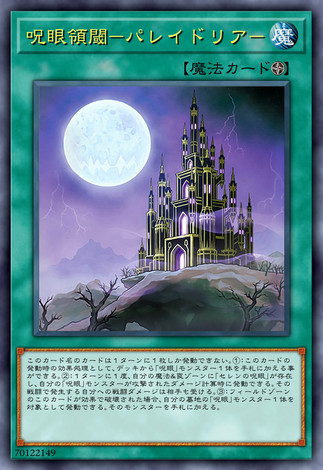 呪眼領閾-パレイドリア-
魔
【魔法カード】
このカード名のカードは1ターンに1枚しか発動できない。①:このカードの
発動時の効果処理として、デッキから「呪眼」モンスター1体を手札に加える事
ができる。②:1ターンに1度、自分の魔法&罠ゾーンに「セレンの呪眼」が存在
し、自分の「呪眼」モンスターが攻撃されたダメージ計算時に発動できる。その
戦闘で発生する自分への戦闘ダメージは相手も受ける。③:フィールドゾーン
のこのカードが効果で破壊された場合、自分の墓地の「呪眼」モンスター1体を
対象として発動できる。そのモンスターを手札に加える。
70122149